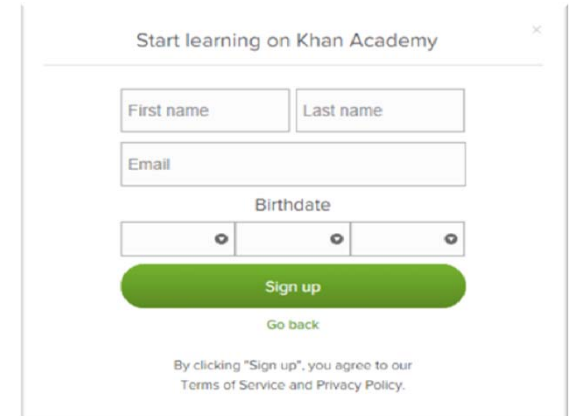 Start learning on Khan Academy
First name Last name
Email
Birthdate
Sign up
Go back
By clicking "Sign up", you agree to our
Terms of Service and Privacy Policy.